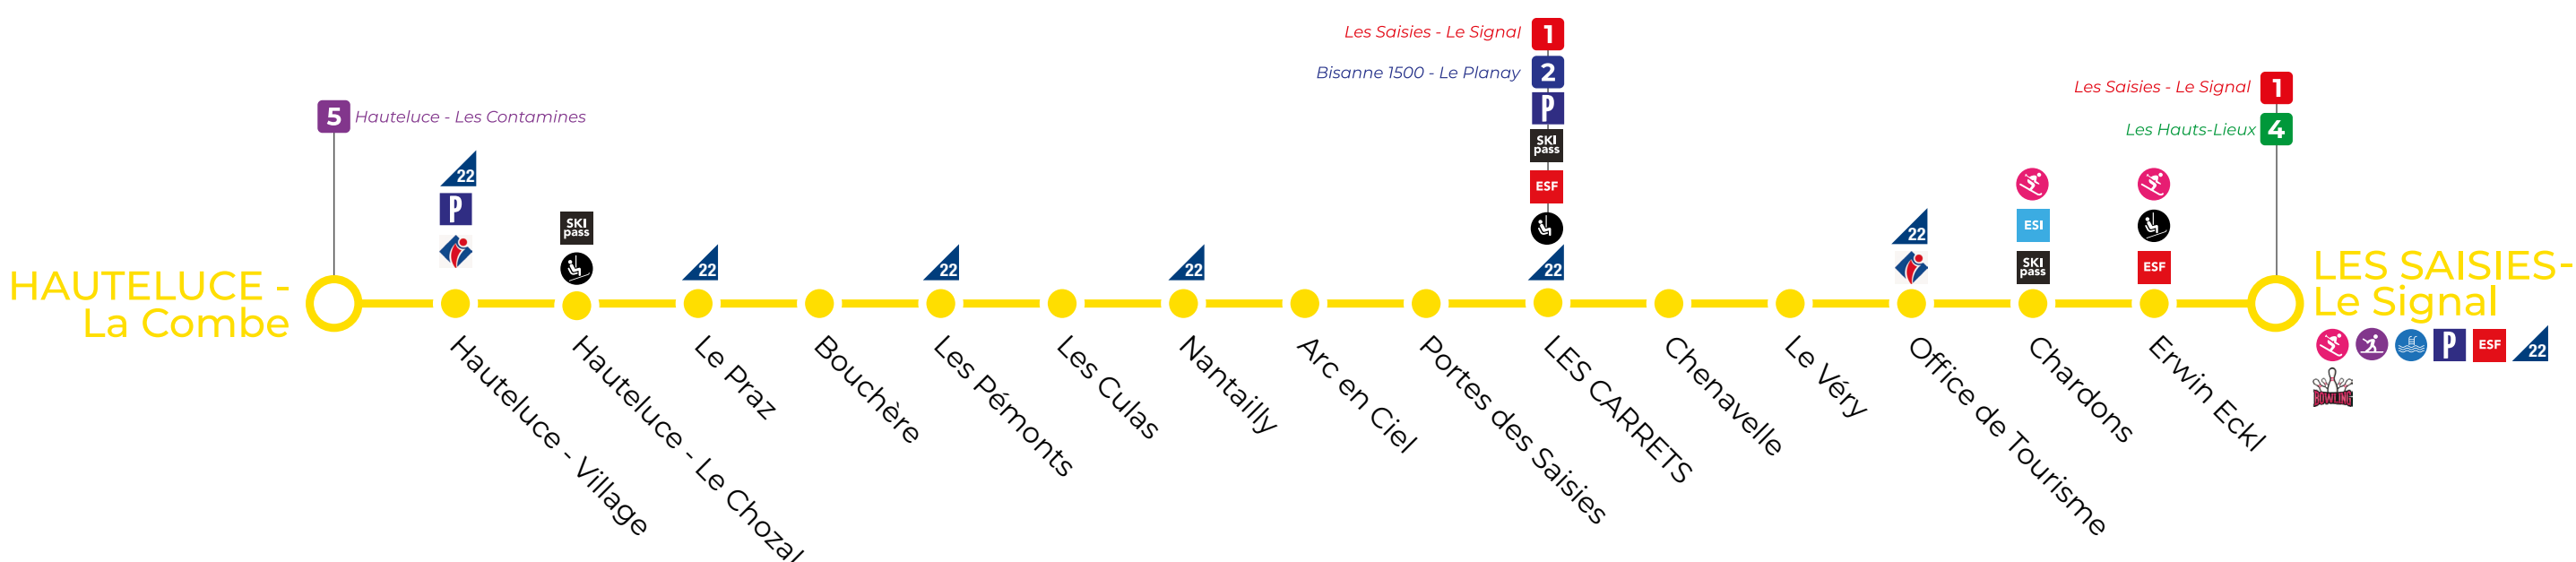 Les Saisies - Le Signal 1
Bisanne 1500 - Le Planay 2
Les Saisies - Le Signal 1
5 Hauteluce - Les Contamines
P
Les Hauts-Lieux 4
SKI
pass
22
ESF
P
SKI
pass
ESI
22
22
22
22
22
SKI
pass
ESF
HAUTELUCE -
La Combe
LES SAISIES-
Le Signal
Hauteluce - Village
Hauteluce - Le Chozal
Le Praz
Bouchère
Les Pémonts
Les Culas
Nantailly
Arc en Ciel
Portes des Saisies
LES CARRETS
Chenavelle
Le Véry
Office de Tourisme
Chardons
Erwin Eckl
P ESF 22
BOWLING